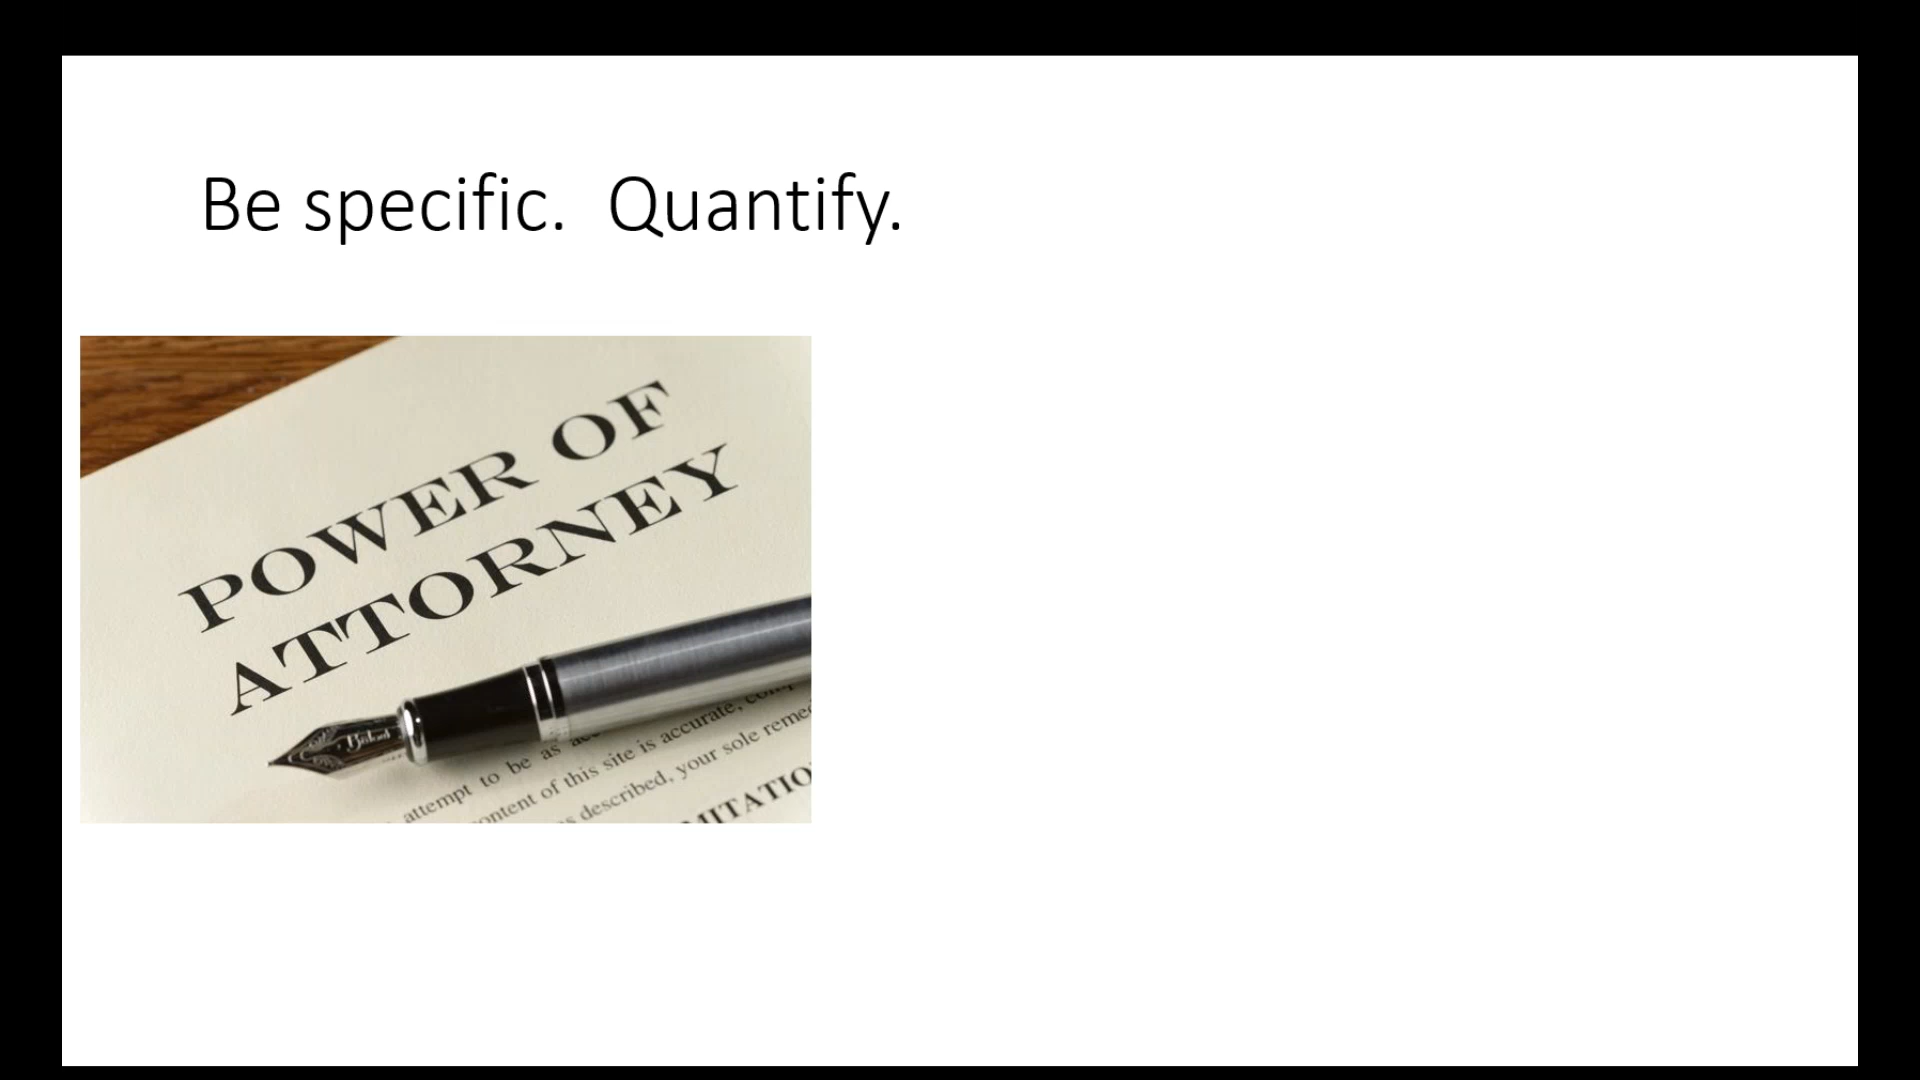 Be specific.  Quantify.
POWER OF
ATTORNEY
attempt to be as
content of this site is accurate,
described, your sole